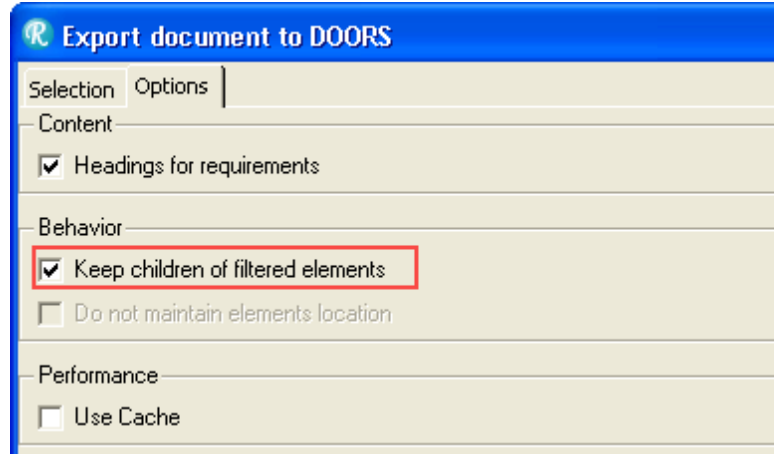 Export document to DOORS
Selection Options
Content
Headings for requirements
Behavior
Keep children of filtered elements
Do not maintain elements location
Performance
Use Cache